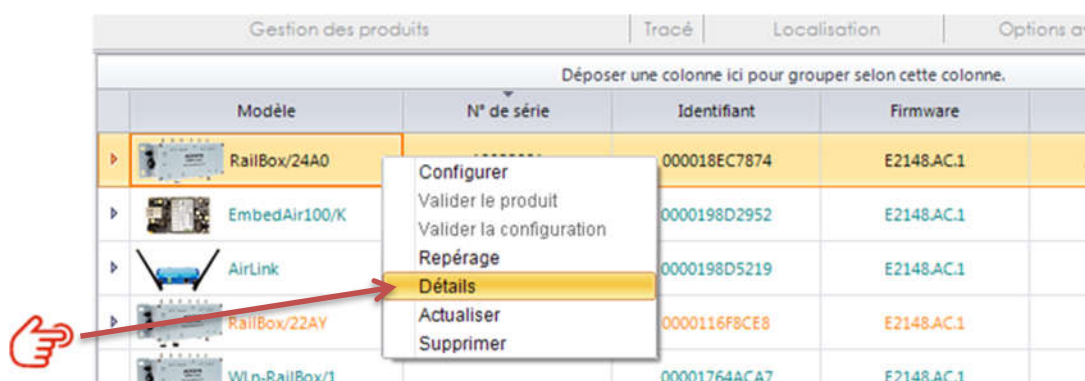 Gestion des produits Tracé Localisation Options a
Déposer une colonne ici pour grouper selon cette colonne.
Modèle N° de série Identifiant Firmware
RailBox/24A0 000018EC7874 E2148.AC.1
Configurer
Valider le produit
EmbedAir100/K 0000198D2952 E2148.AC.1
Valider la configuration
Repérage
AirLink 0000198D5219 E2148.AC.1
Détails
Actualiser
RailBox/22AY 0000116F8CE8 E2148.AC.1
Supprimer
WLn-RailBox/1 00001764ACA7 E2148.AC.1